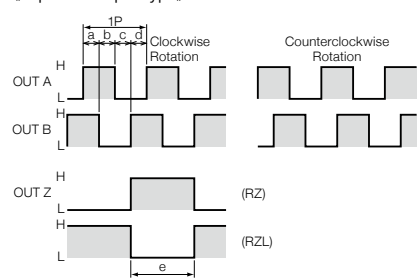 1P
a b c d
Clockwise
Rotation
Counterclockwise
Rotation
H
OUT A
L
H
OUT B
L
H
OUT Z
L
(RZ)
H
(RZL)
L
e